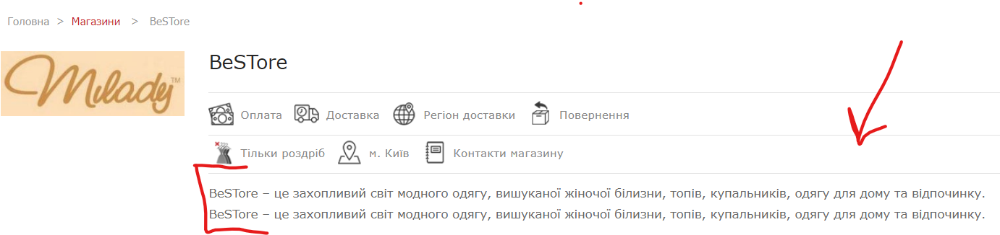 Головна > Магазини > BeSTore
Milady TM
BeSTore
Оплата Доставка Регіон доставки Повернення
Тільки роздріб м. Київ Контакти магазину
BeSTore – це захопливий світ модного одягу, вишуканої жіночої білизни, топів, купальників, одягу для дому та відпочинку.
BeSTore – це захопливий світ модного одягу, вишуканої жіночої білизни, топів, купальників, одягу для дому та відпочинку.